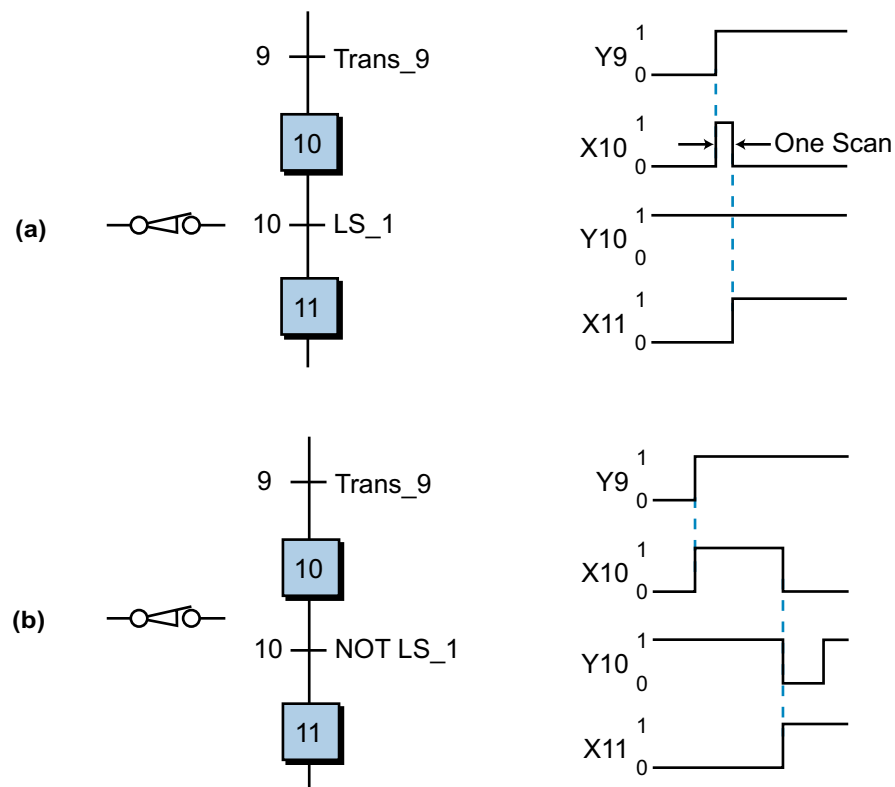 9 Trans_9
10
(a)
10 LS_1
11
Y9 1 0
X10 1 0 One Scan
Y10 1 0
X11 1 0
9 Trans_9
10
(b)
10 NOT LS_1
11
Y9 1 0
X10 1 0
Y10 1 0
X11 1 0